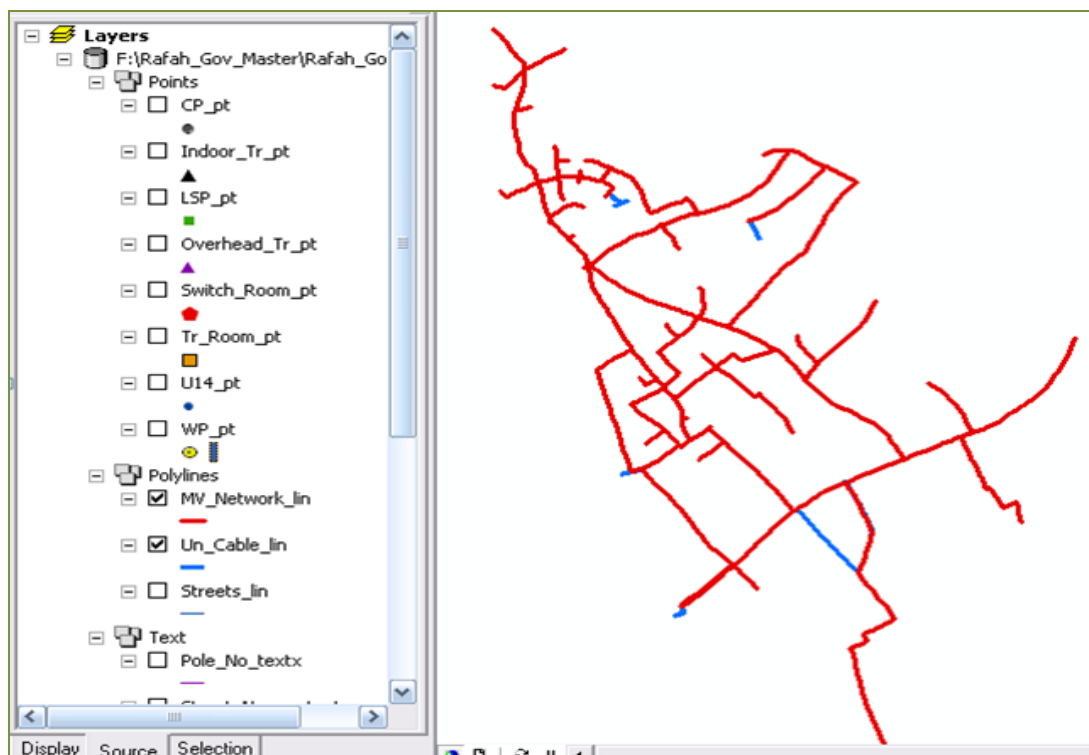 Layers
F:\Rafah_Gov_Master\Rafah_Go
Points
CP_pt
Indoor_Tr_pt
LSP_pt
Overhead_Tr_pt
Switch_Room_pt
Tr_Room_pt
U14_pt
WP_pt
Polylines
MV_Network_lin
Un_Cable_lin
Streets_lin
Text
Pole_No_textx
Display Source Selection